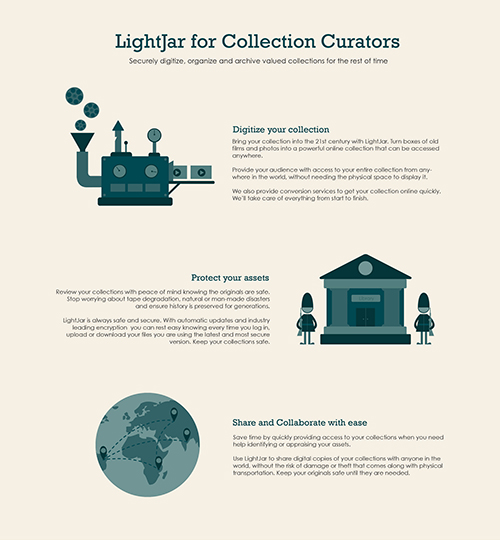 LightJar for Collection Curators
Securely digitize, organize and archive valued collections for the rest of time
Digitize your collection
Bring your collection into the 21st century with LightJar. Turn boxes of old
films and photos into a powerful online collection that can be accessed
anywhere.
Provide your audience with access to your entire collection from any-
where in the world, without needing the physical space to display it.
We also provide conversion services to get your collection online quickly.
We'll take care of everything from start to finish.
Protect your assets
Review your collections with peace of mind knowing the originals are safe.
Stop worrying about tape degradation, natural or man-made disasters
and ensure history is preserved for generations.
LightJar is always safe and secure. With automatic updates and industry
leading encryption you can rest easy knowing every time you log in,
upload or download your files you are using the latest and most secure
version. Keep your collections safe.
Share and Collaborate with ease
Save time by quickly providing access to your collections when you need
help identifying or appraising your assets.
Use LightJar to share digital copies of your collections with anyone in the
world, without the risk of damage or theft that comes along with physical
transportation. Keep your originals safe until they are needed.